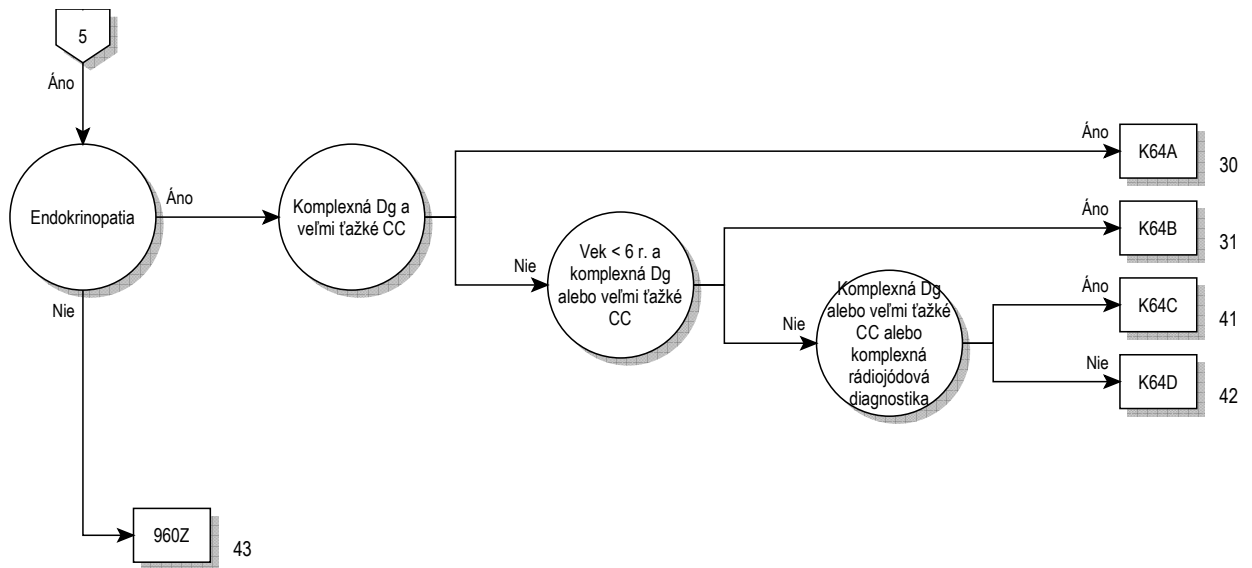 5
Áno
Endokrinopatia
Áno
Komplexná Dg a
veľmi ťažké CC
Áno
K64A
30
Nie
Vek < 6 r. a
komplexná Dg
alebo veľmi ťažké
CC
Áno
K64B
31
Nie
Komplexná Dg
alebo veľmi ťažké
CC alebo
komplexná
rádiojódová
diagnostika
Áno
K64C
41
Nie
K64D
42
Nie
960Z
43